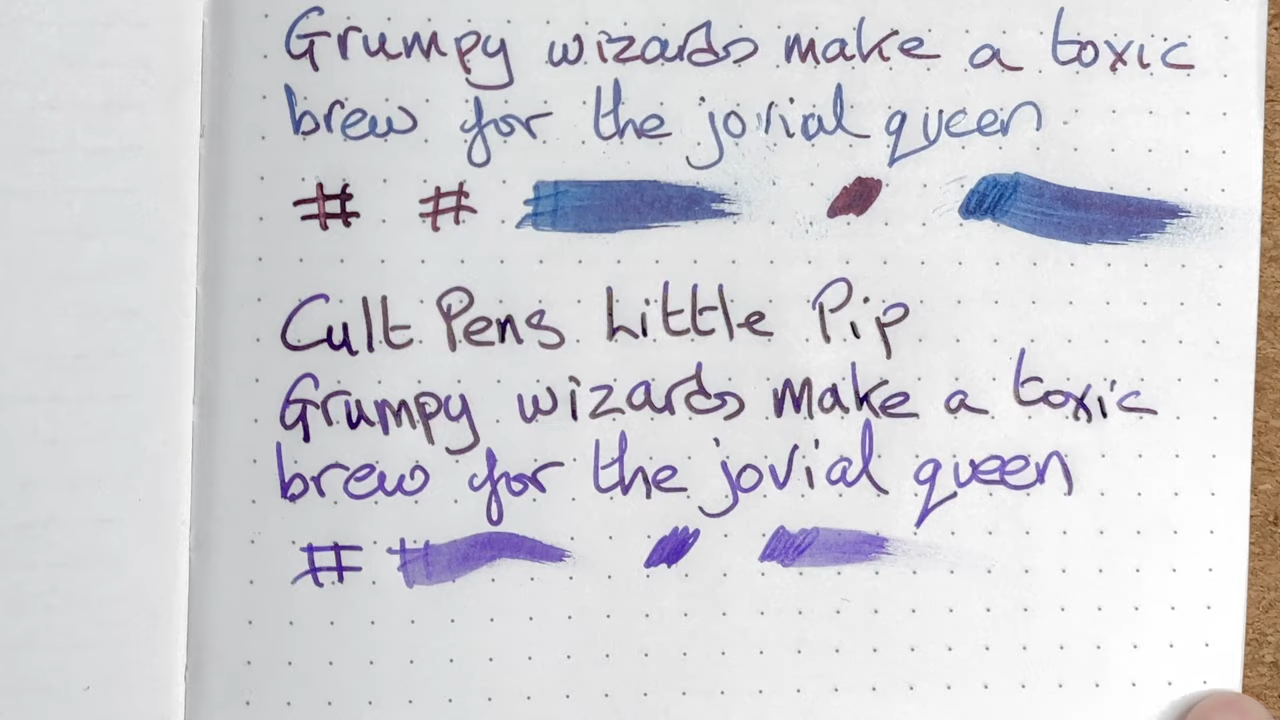 Grumpy wizards make a toxic
brew for the jovial queen
# #
Cult Pens Little Pip
Grumpy wizards make a toxic
brew for the jovial queen
# #